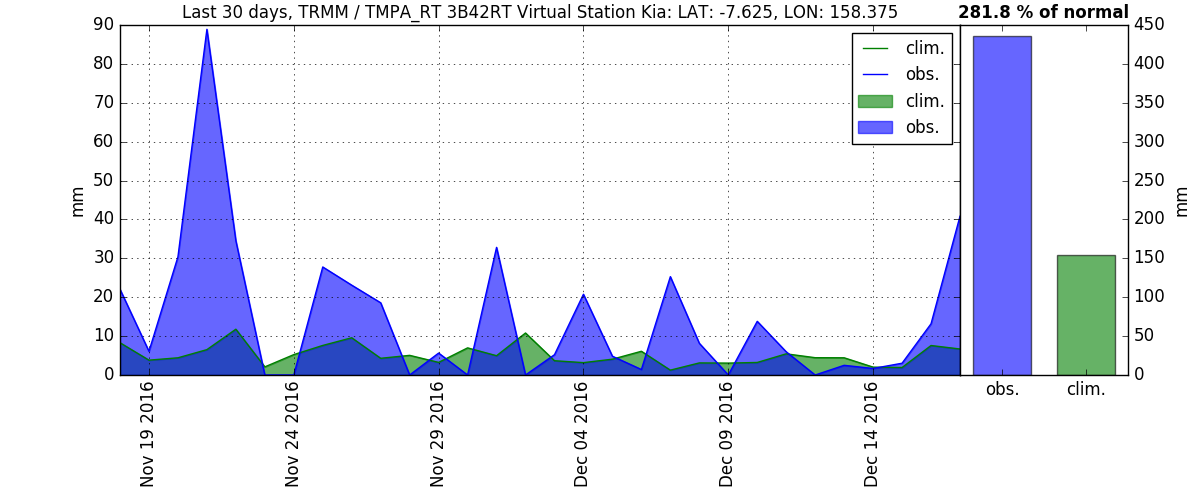 Last 30 days, TRMM / TMPA_RT 3B42RT Virtual Station Kia: LAT: -7.625, LON: 158.375
281.8 % of normal
90
80
70
60
50
40
30
20
10
0
mm
clim.
obs.
clim.
obs.
Nov 19 2016
Nov 24 2016
Nov 29 2016
Dec 04 2016
Dec 09 2016
Dec 14 2016
450
400
350
300
250
200
150
100
50
0
mm
obs.
clim.